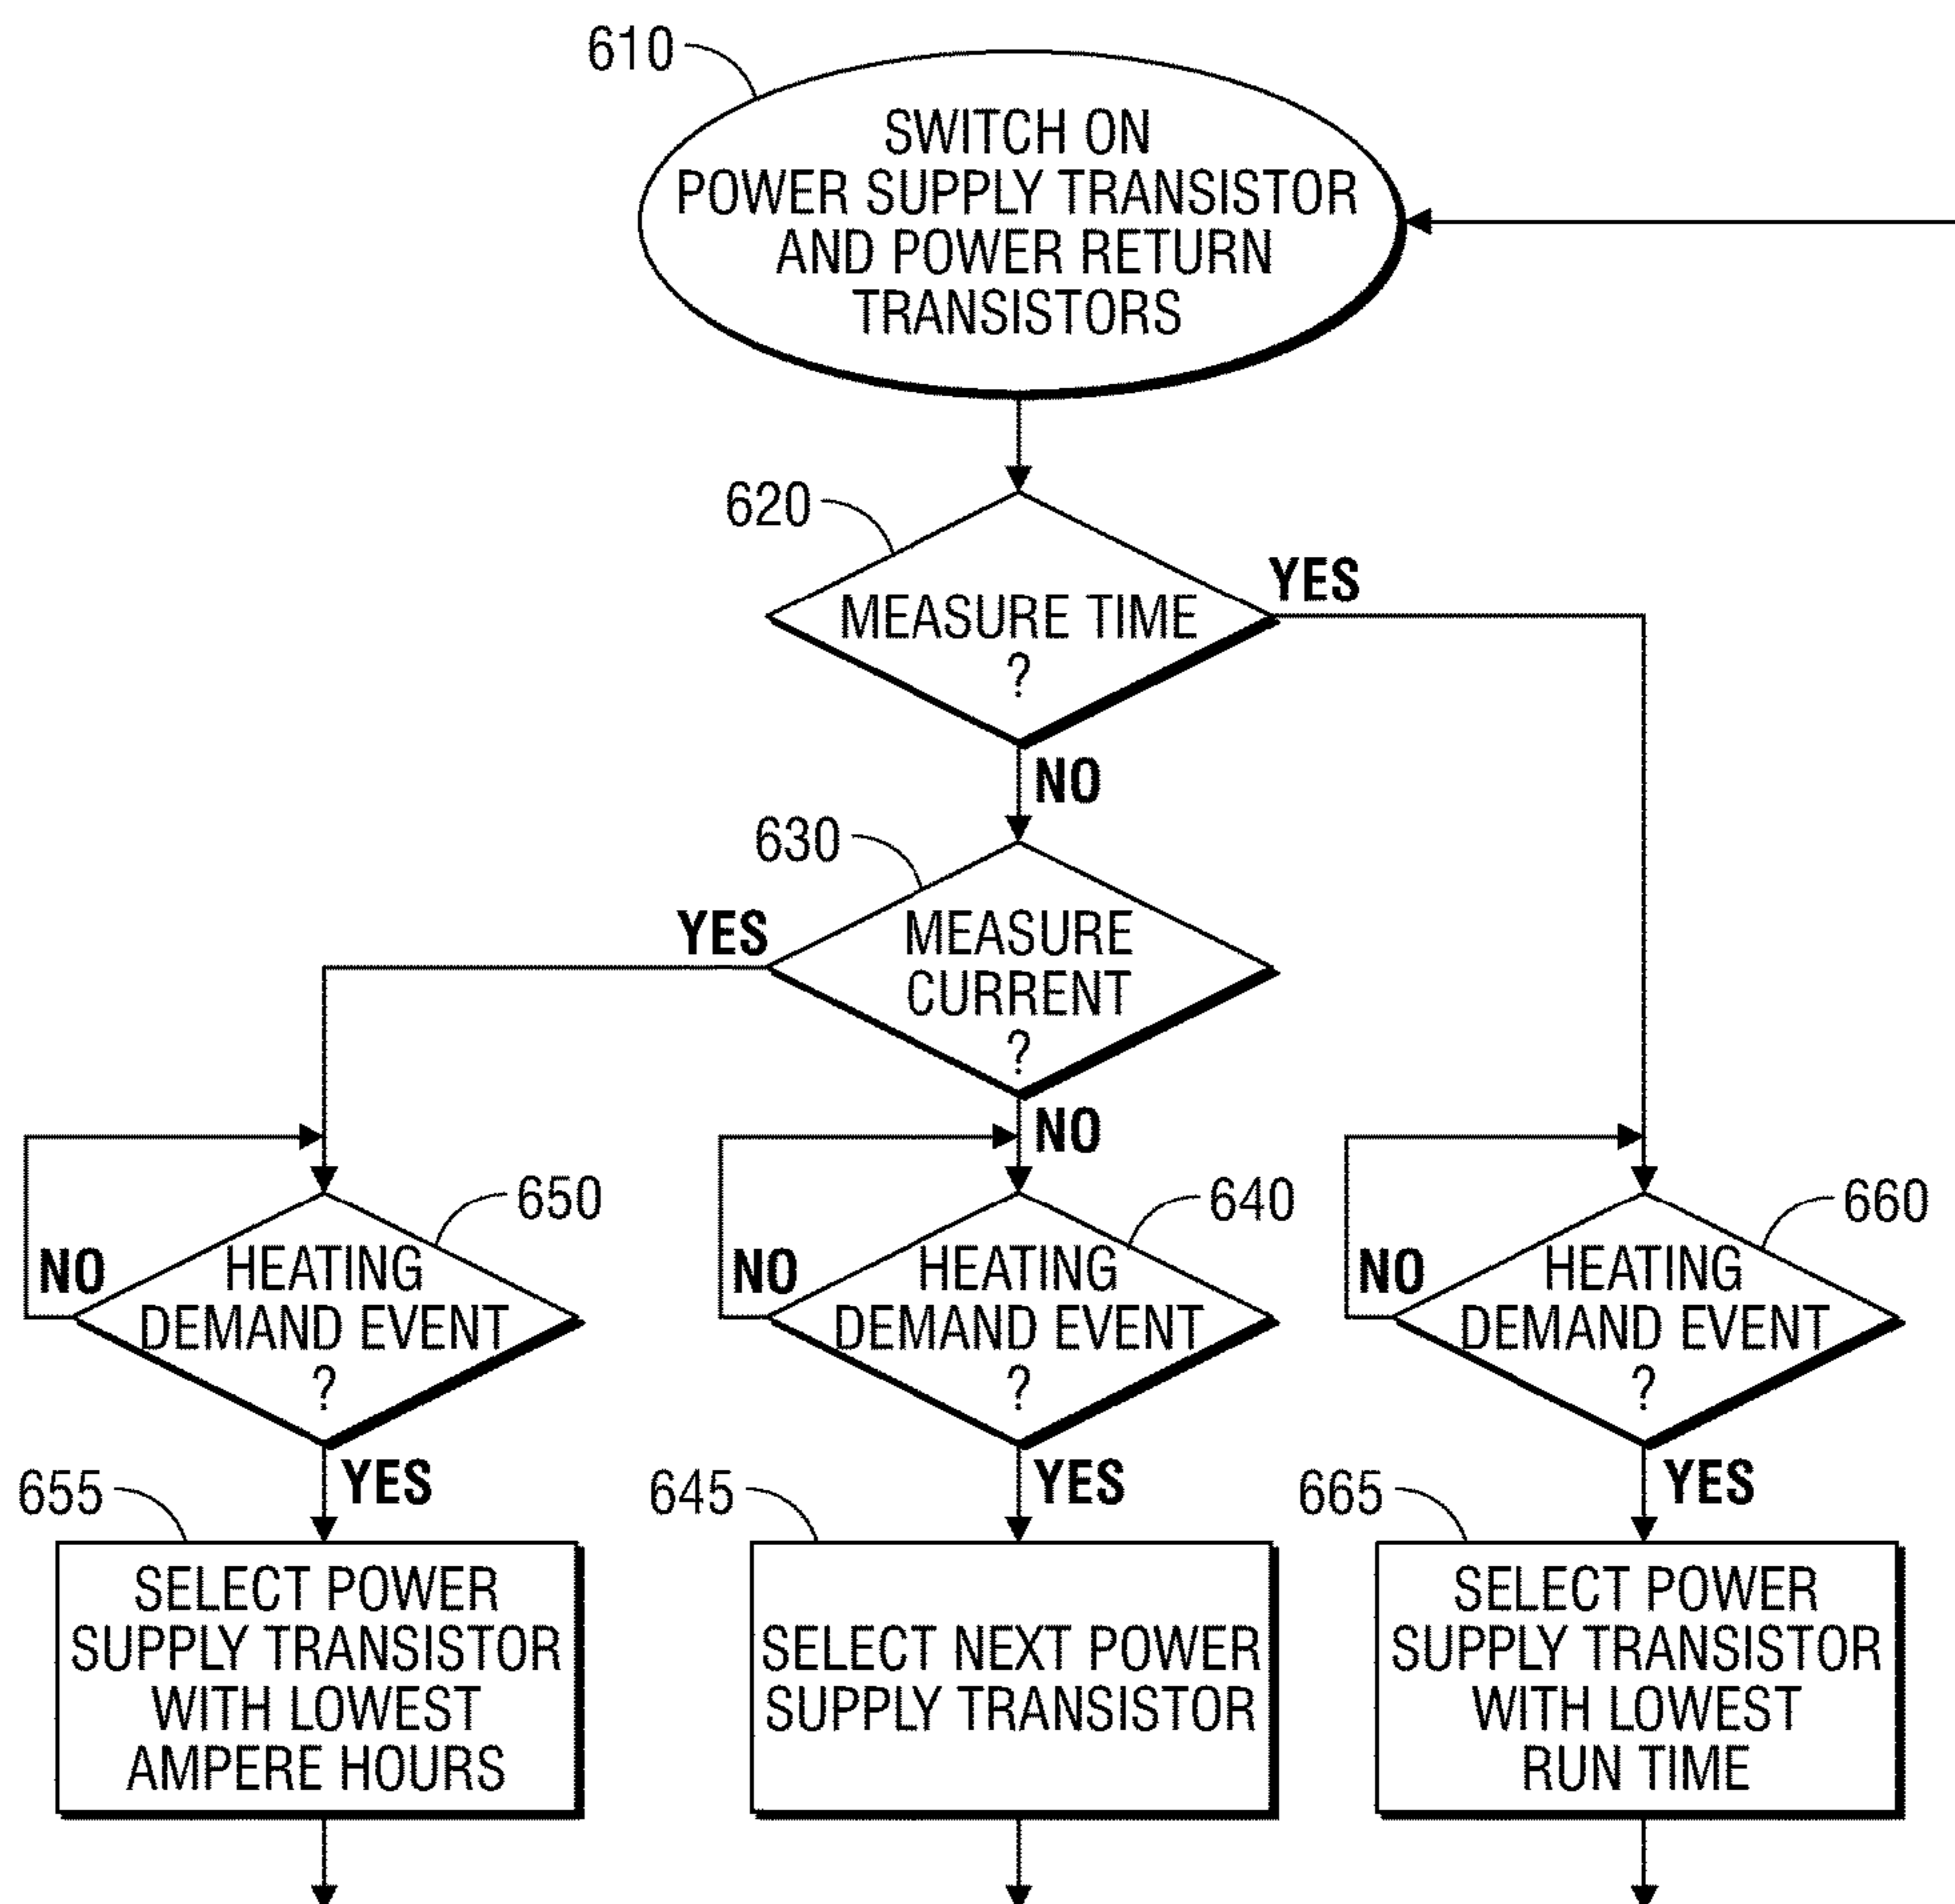 610
SWITCH ON
POWER SUPPLY TRANSISTOR
AND POWER RETURN
TRANSISTORS
620
YES
MEASURE TIME
?
NO
630
YES
MEASURE
CURRENT
?
NO
650
NO
HEATING
DEMAND EVENT
?
YES
640
NO
HEATING
DEMAND EVENT
?
YES
660
NO
HEATING
DEMAND EVENT
?
YES
655
SELECT POWER
SUPPLY TRANSISTOR
WITH LOWEST
AMPERE HOURS
645
SELECT NEXT POWER
SUPPLY TRANSISTOR
665
SELECT POWER
SUPPLY TRANSISTOR
WITH LOWEST
RUN TIME